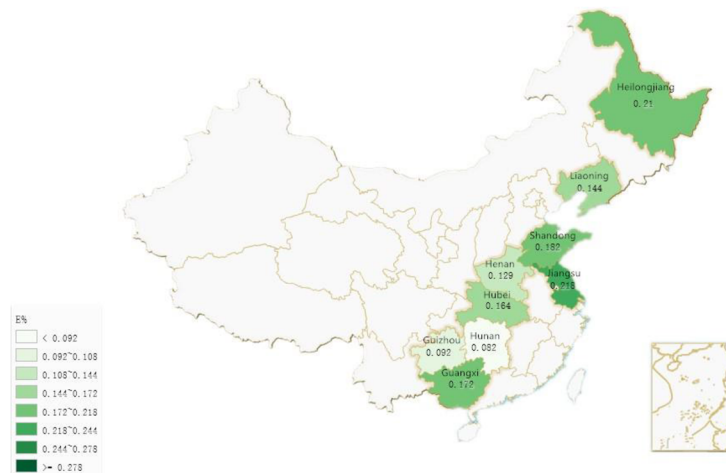 Heilongjiang
0.21
Liaoning
0.144
Shandong
0.182
Henan
0.129
Jiangsu
0.218
Hubei
0.164
Guizhou
0.092
Hunan
0.082
Guangxi
0.172
E%
< 0.092
0.092~0.108
0.108~0.144
0.144~0.172
0.172~0.218
0.218~0.244
0.244~0.278
>= 0.278